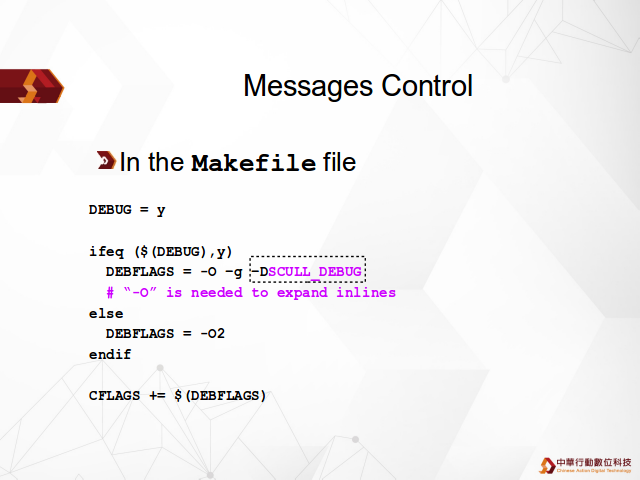 Messages Control
In the Makefile file
DEBUG = y
ifeq ($(DEBUG),y)
DEBFLAGS = -O -g -DSCULL_DEBUG
# “-O” is needed to expand inlines
else
DEBFLAGS = -O2
endif
CFLAGS += $(DEBFLAGS)
中華行動數位科技
Chinese Action Digital Technology